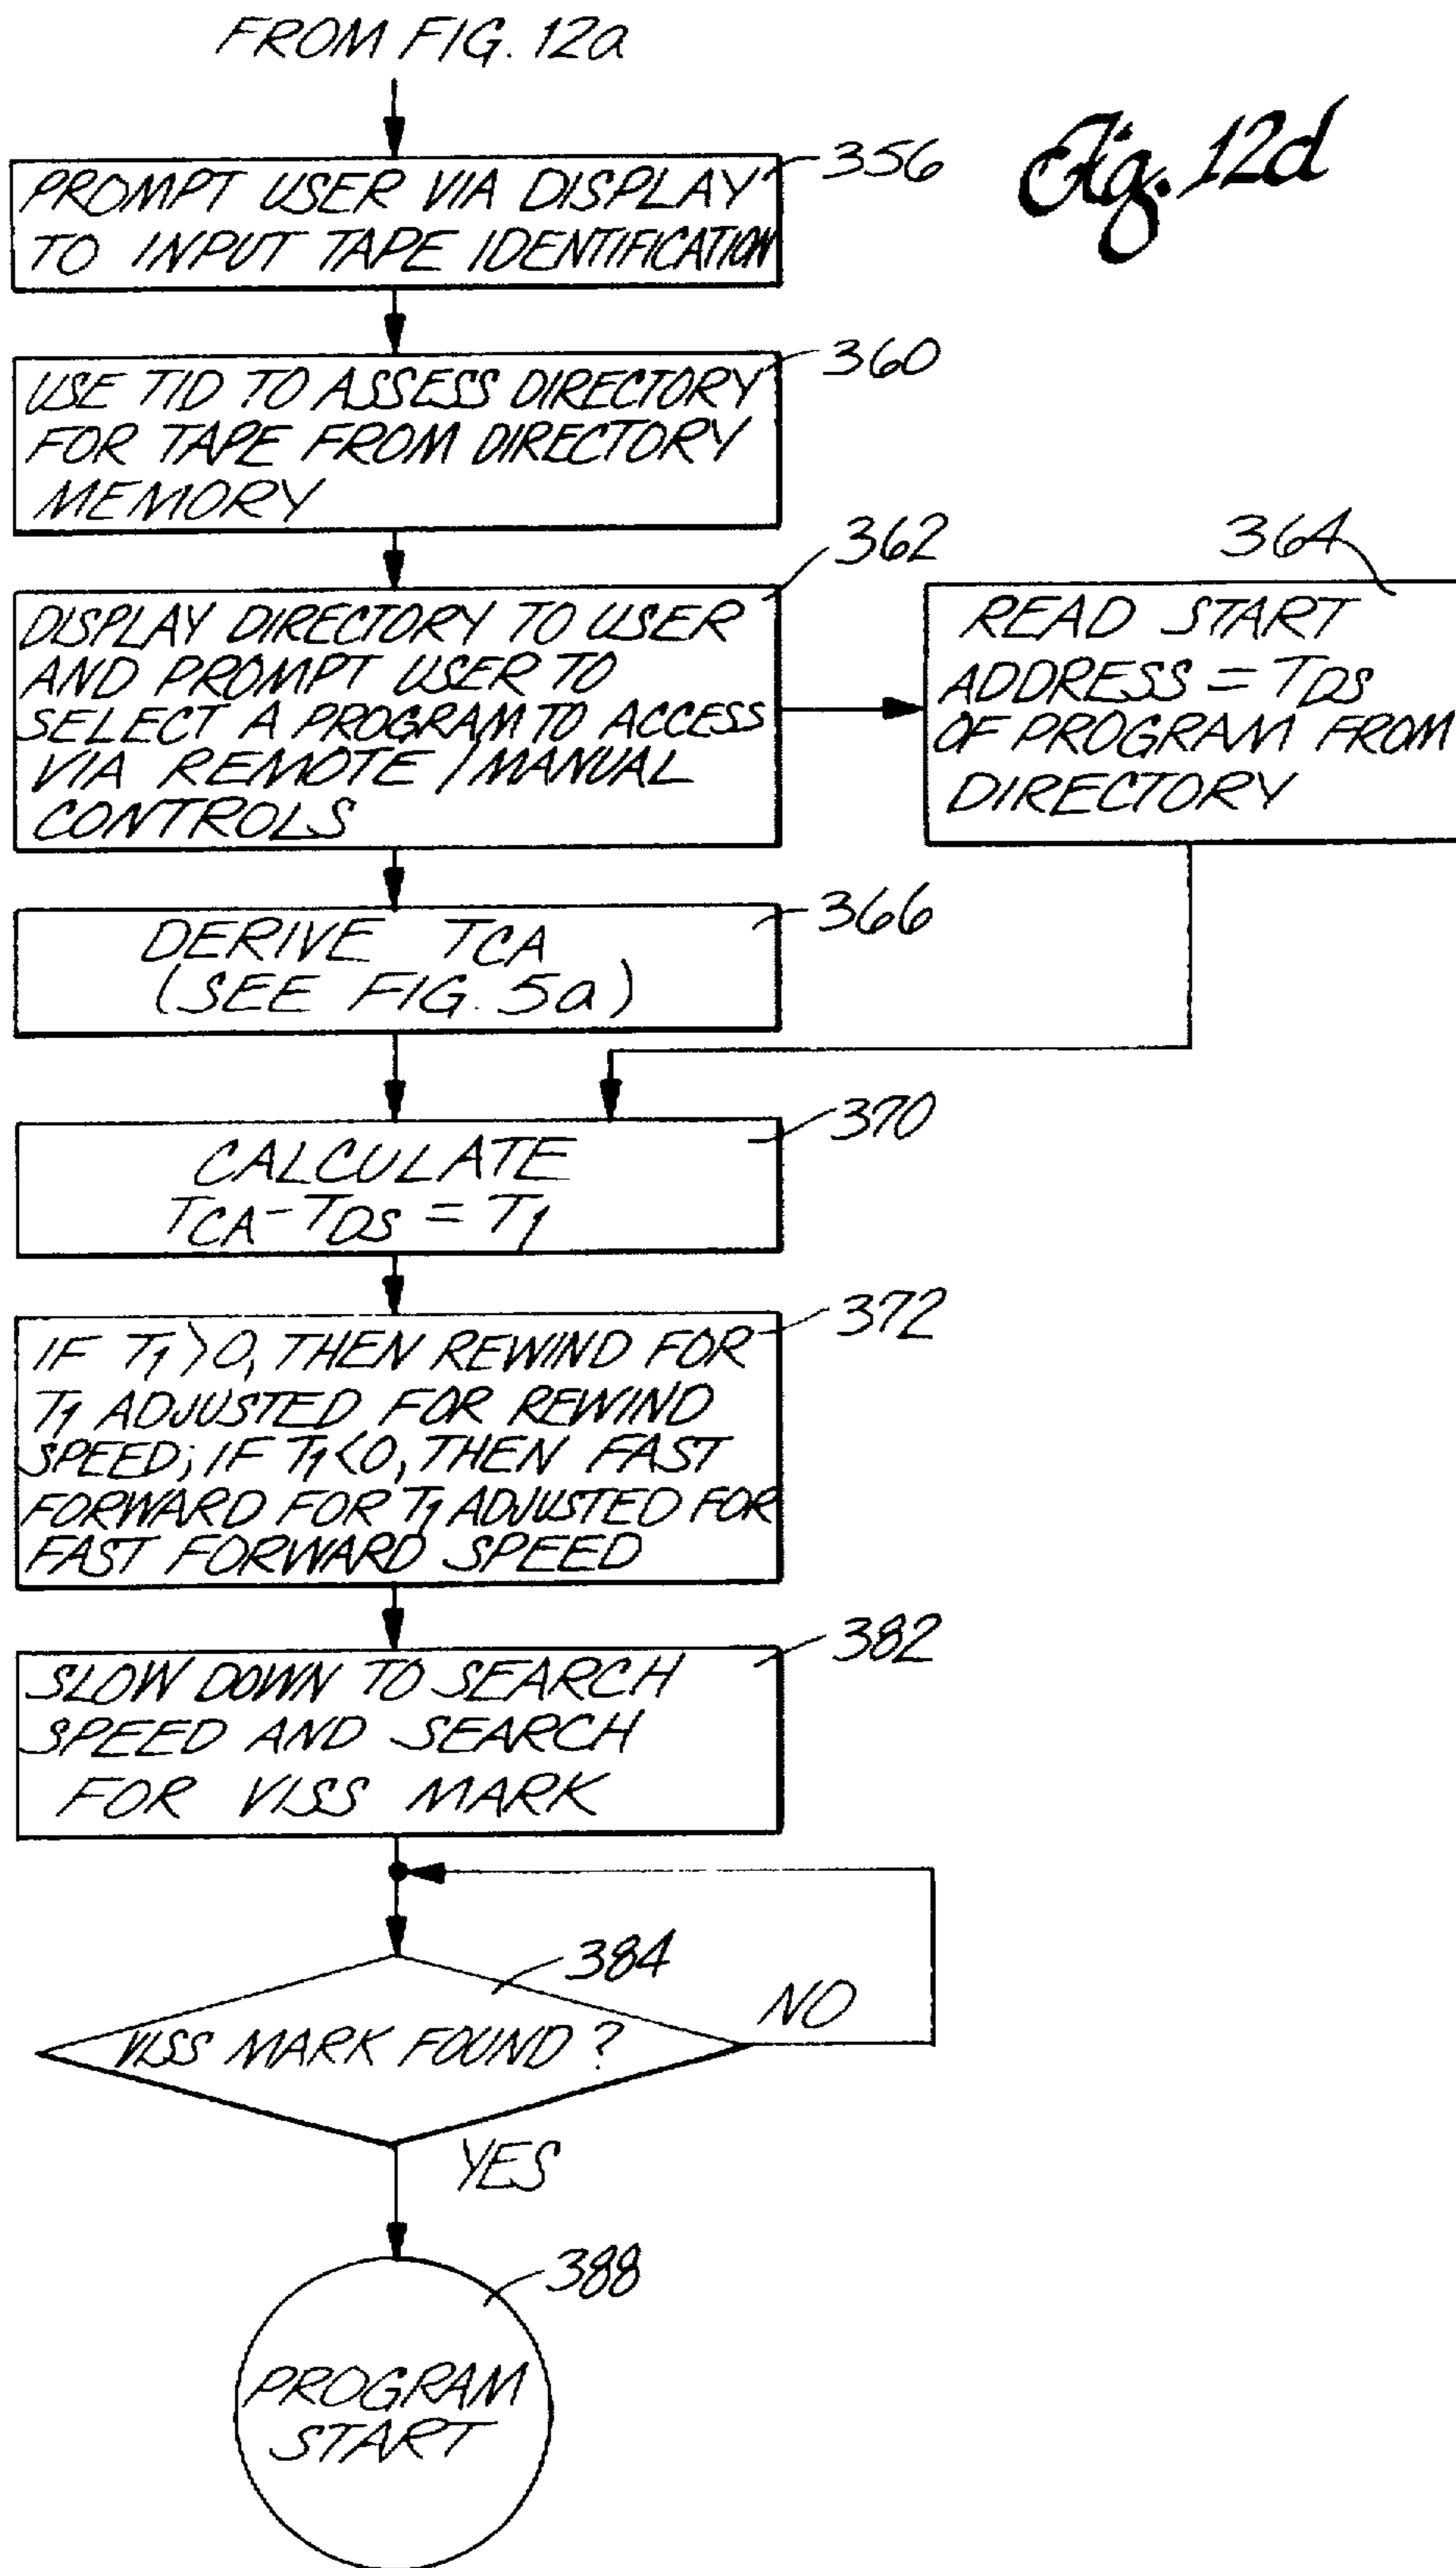 FROM FIG. 12a
Fig. 12d
356
PROMPT USER VIA DISPLAY
TO INPUT TAPE IDENTIFICATION
360
USE TID TO ASSESS DIRECTORY
FOR TAPE FROM DIRECTORY
MEMORY
362
DISPLAY DIRECTORY TO USER
AND PROMPT USER TO
SELECT A PROGRAM TO ACCESS
VIA REMOTE / MANUAL
CONTROLS
364
READ START
ADDRESS = TDS
OF PROGRAM FROM
DIRECTORY
366
DERIVE TCA
(SEE FIG. 5a)
370
CALCULATE
TCA - TDS = T1
372
IF T1 > 0, THEN REWIND FOR
T1 ADJUSTED FOR REWIND
SPEED; IF T1 < 0, THEN FAST
FORWARD FOR T1 ADJUSTED FOR
FAST FORWARD SPEED
382
SLOW DOWN TO SEARCH
SPEED AND SEARCH
FOR VISS MARK
384
VISS MARK FOUND?
NO
YES
388
PROGRAM
START